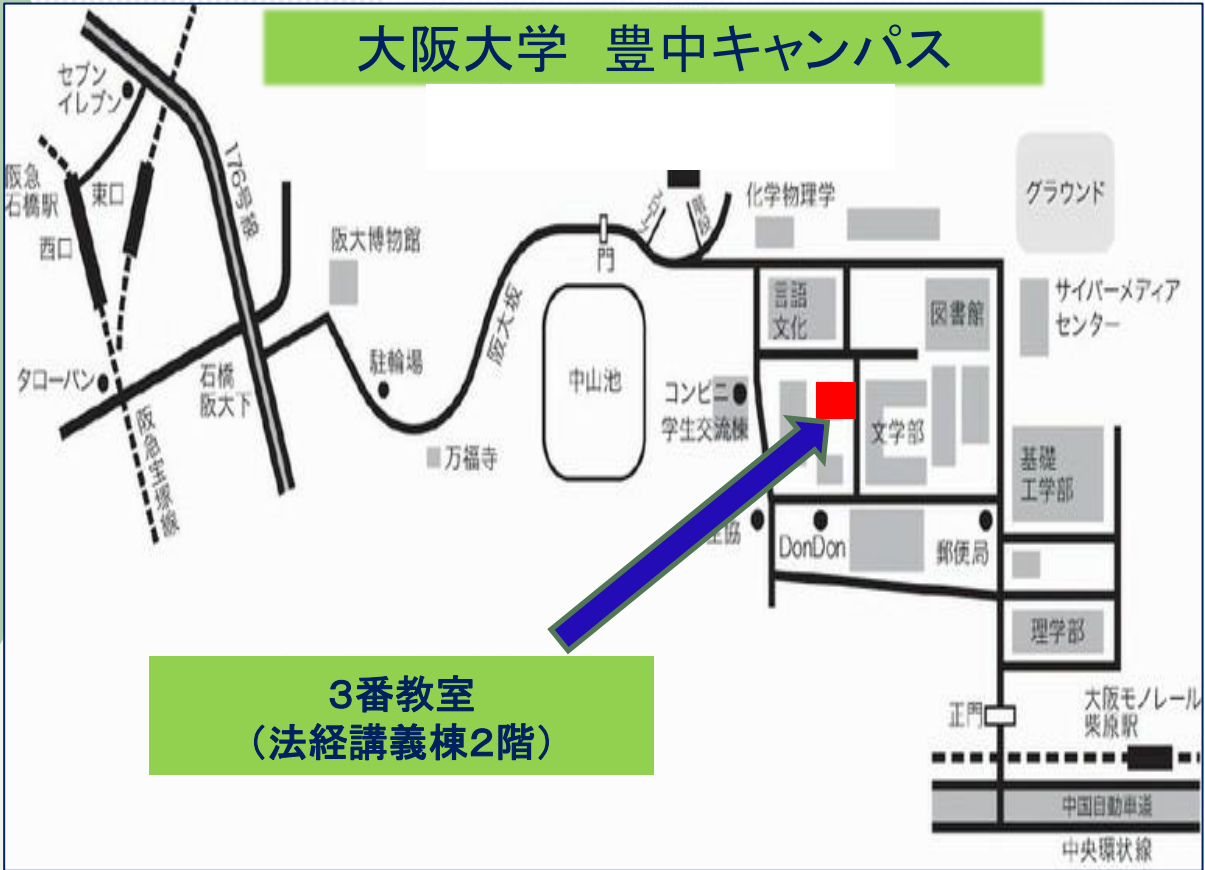 大阪大学 豊中キャンパス
セブン
イレブン
阪急
石橋駅
東口
西口
176号線
阪大博物館
化学物理学
グラウンド
門
言語
文化
図書館
サイバーメディア
センター
阪大坂
駐輪場
中山池
タローパン
石橋
阪大下
コンビニ
学生交流棟
文学部
万福寺
阪急宝塚線
基礎
工学部
生協
DonDon
郵便局
理学部
3番教室
(法経講義棟2階)
正門
大阪モノレール
柴原駅
中国自動車道
中央環状線